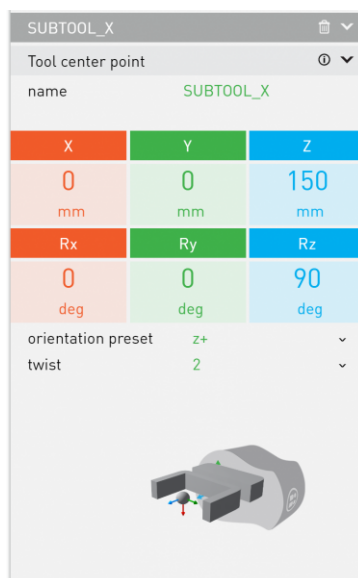 SUBTOOL_X
Tool center point
name SUBTOOL_X
X Y Z
0 0 150
mm mm mm
Rx Ry Rz
0 0 90
deg deg deg
orientation preset z+
twist 2